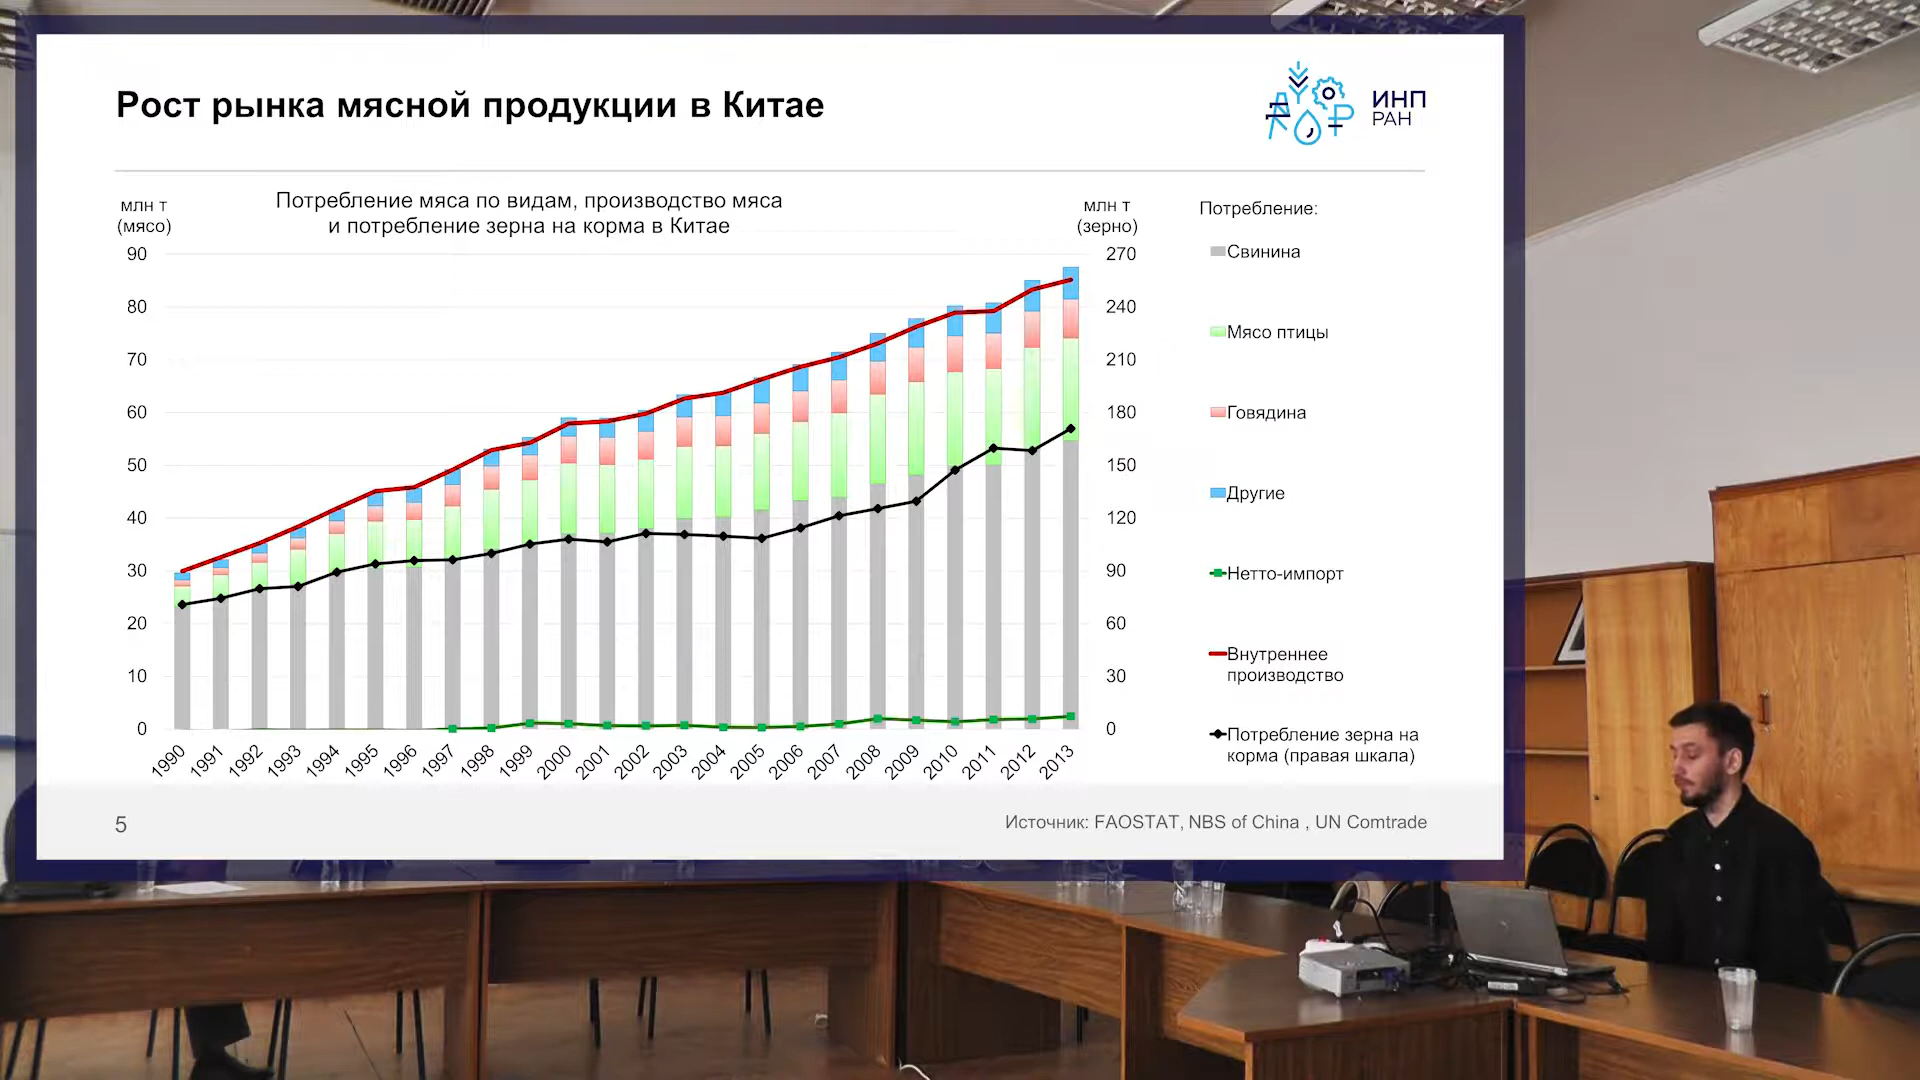 Рост рынка мясной продукции в Китае
ИНП
РАН
Потребление мяса по видам, производство мяса
и потребление зерна на корма в Китае
млн т
(мясо)
млн т
(зерно)
90
80
70
60
50
40
30
20
10
0
270
240
210
180
150
120
90
60
30
0
1990
1991
1992
1993
1994
1995
1996
1997
1998
1999
2000
2001
2002
2003
2004
2005
2006
2007
2008
2009
2010
2011
2012
2013
Потребление:
Свинина
Мясо птицы
Говядина
Другие
Нетто-импорт
Внутреннее
производство
Потребление зерна на
корма (правая шкала)
5
Источник: FAOSTAT, NBS of China , UN Comtrade